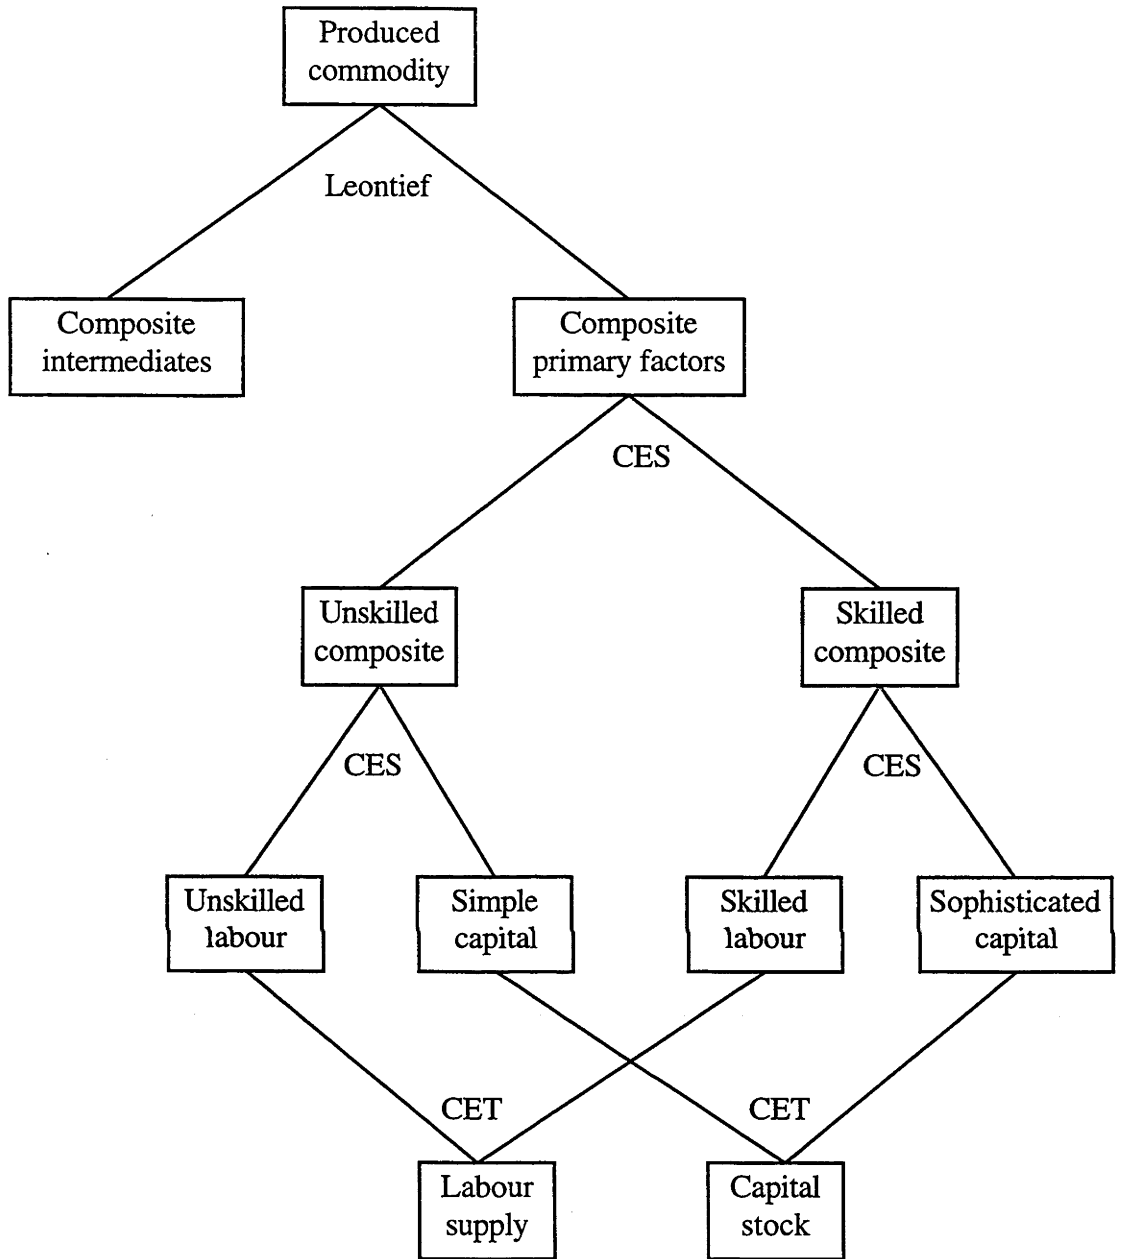 Produced
commodity
Leontief
Composite
intermediates
Composite
primary factors
CES
Unskilled
composite
Skilled
composite
CES
CES
Unskilled
labour
Simple
capital
Skilled
labour
Sophisticated
capital
CET
CET
Labour
supply
Capital
stock